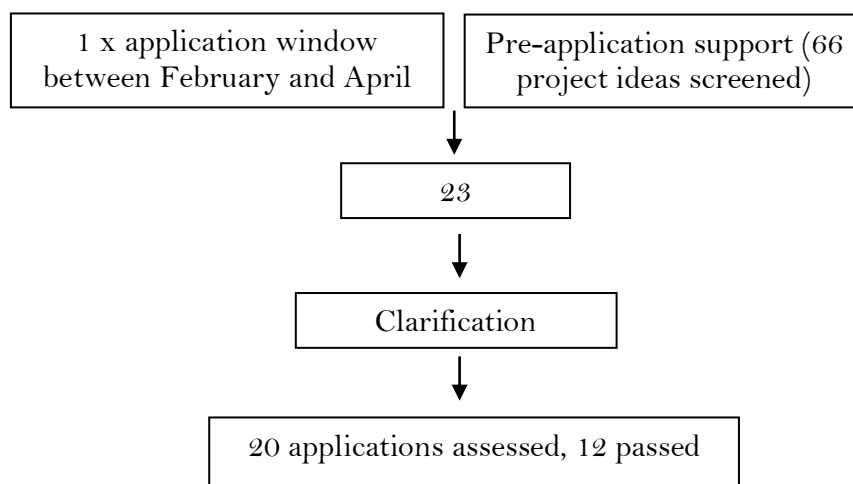 1 x application window
between February and April
Pre-application support (66
project ideas screened)
23
Clarification
20 applications assessed, 12 passed